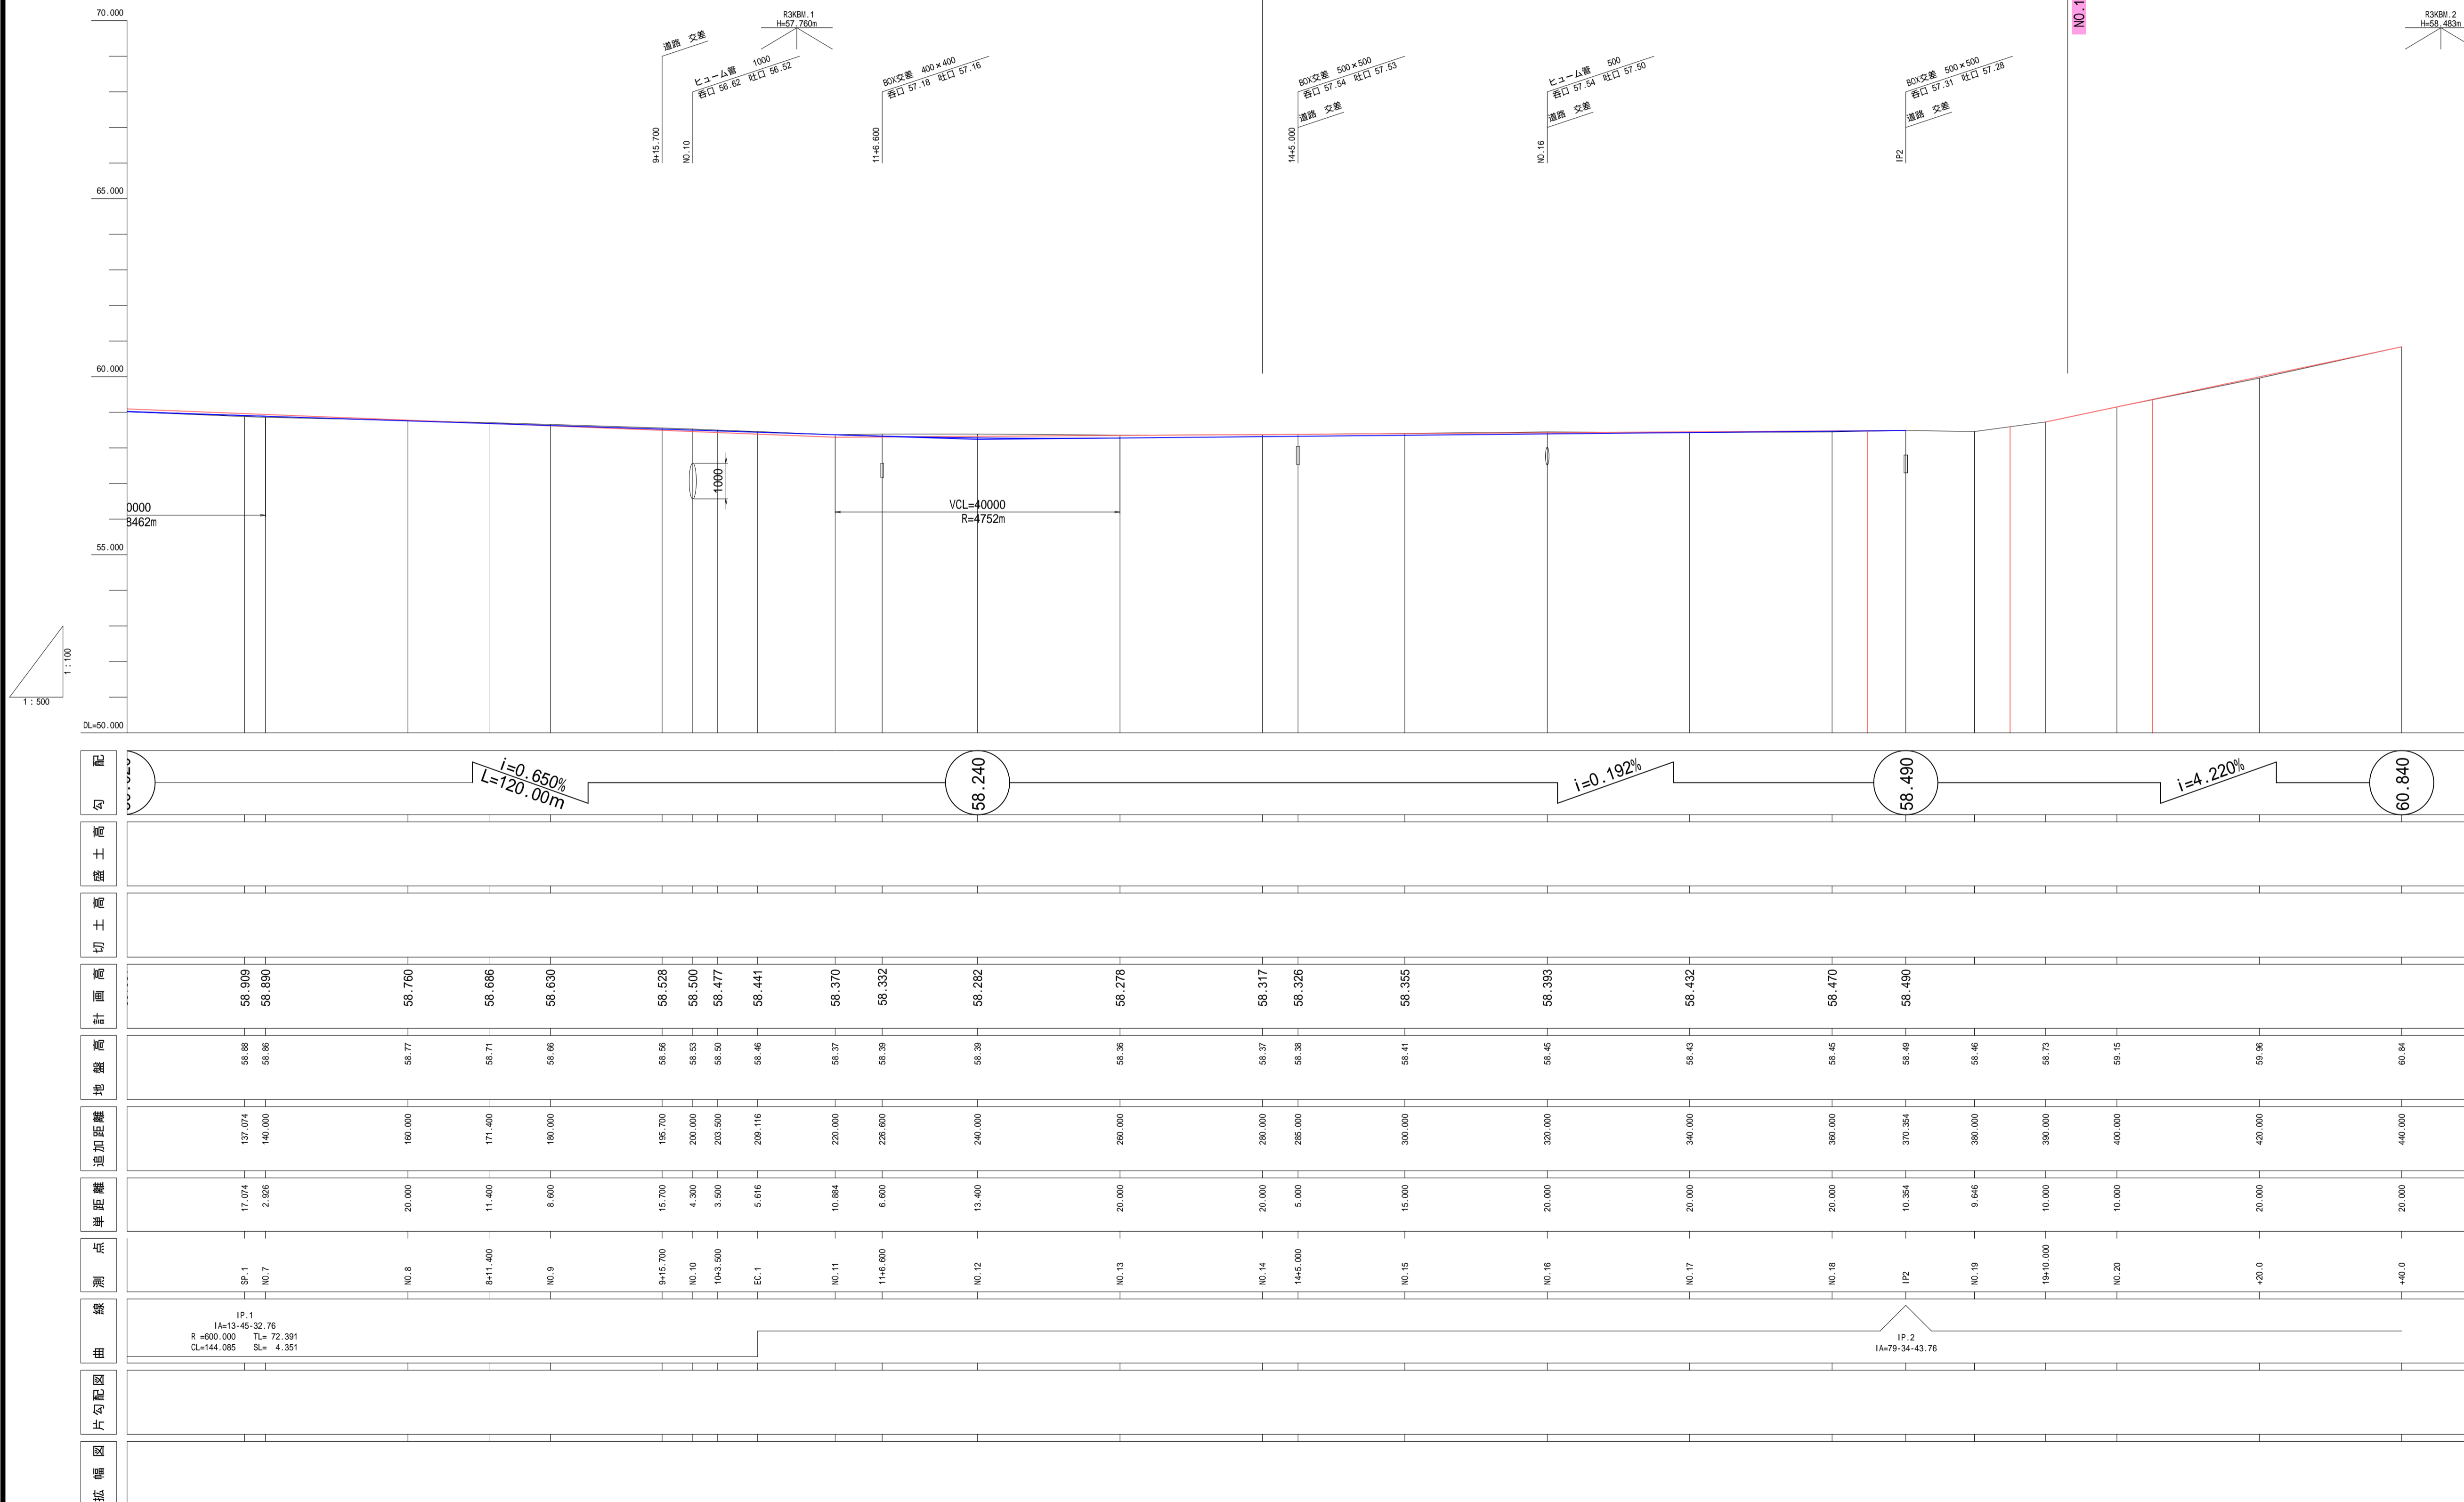 70.000
65.000
60.000
55.000
DL=50.000
1:100
1:500
R3KBM.1
H=57.760m
R3KBM.2
H=58.483m
NO.1
道路 交差
9+15.700
ヒューム管 1000
呑口 56.62 吐口 56.52
NO.10
BOX交差 400×400
呑口 57.18 吐口 57.16
11+6.600
BOX交差 500×500
呑口 57.54 吐口 57.53
道路 交差
14+5.000
ヒューム管 500
呑口 57.54 吐口 57.50
道路 交差
NO.16
BOX交差 500×500
呑口 57.31 吐口 57.28
道路 交差
IP2
1000
0000
8462m
VCL=40000
R=4752m
勾配
i=0.650%
L=120.00m
58.240
i=0.192%
58.490
i=4.220%
60.840
盛土高
切土高
計画高
58.909 58.890 58.760 58.686 58.630 58.528 58.500 58.477 58.441 58.370 58.332 58.282 58.278 58.317 58.326 58.355 58.393 58.432 58.470 58.490
地盤高
58.88 58.86 58.77 58.71 58.66 58.56 58.53 58.50 58.46 58.37 58.39 58.39 58.36 58.37 58.38 58.41 58.45 58.43 58.45 58.49 58.46 58.73 59.15 59.96 60.84
追加距離
137.074 140.000 160.000 171.400 180.000 195.700 200.000 203.500 209.116 220.000 226.600 240.000 260.000 280.000 285.000 300.000 320.000 340.000 360.000 370.354 380.000 390.000 400.000 420.000 440.000
単距離
17.074 2.926 20.000 11.400 8.600 15.700 4.300 3.500 5.616 10.884 6.600 13.400 20.000 20.000 5.000 15.000 20.000 20.000 20.000 10.354 9.646 10.000 10.000 20.000 20.000
測点
SP.1 NO.7 NO.8 8+11.400 NO.9 9+15.700 NO.10 10+3.500 EC.1 NO.11 11+6.600 NO.12 NO.13 NO.14 14+5.000 NO.15 NO.16 NO.17 NO.18 IP2 NO.19 19+10.000 NO.20 +20.0 +40.0
曲線
IP.1
IA=13-45-32.76
R =600.000 TL= 72.391
CL=144.085 SL= 4.351
IP.2
IA=79-34-43.76
片勾配図
拡幅図